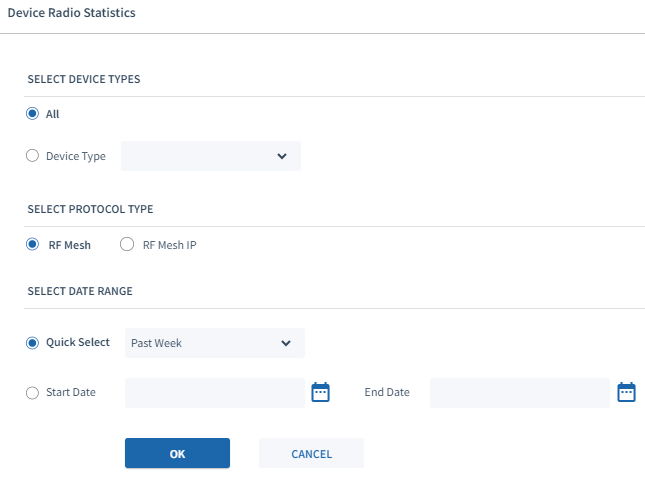 Device Radio Statistics
SELECT DEVICE TYPES
All
Device Type
SELECT PROTOCOL TYPE
RF Mesh RF Mesh IP
SELECT DATE RANGE
Quick Select Past Week
Start Date End Date
OK CANCEL